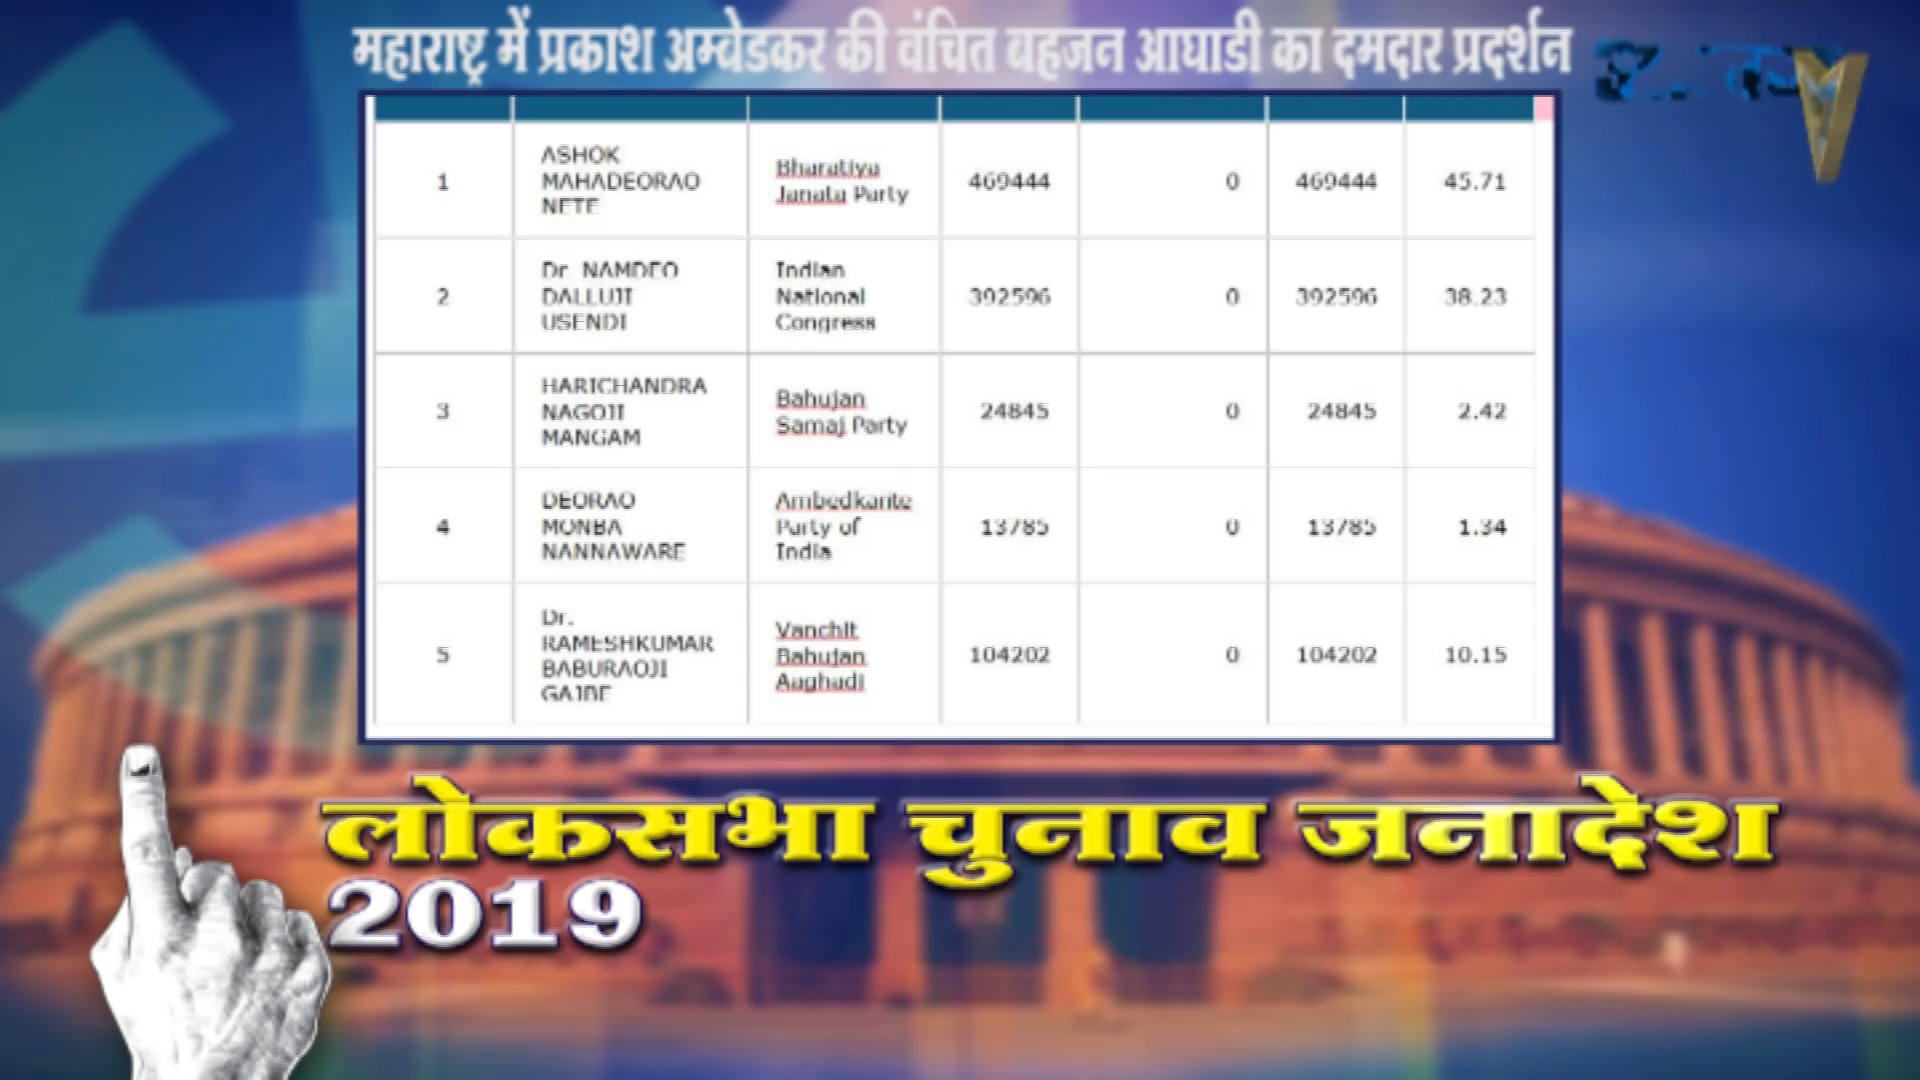 महाराष्ट्र में प्रकाश अम्वेडकर की वंचित वहजन आघाडी का दमदार प्रदर्शन
1 ASHOK MAHADEORAO NETE Bharatiya Janata Party 469444 0 469444 45.71
2 Dr. NAMDEO DALLUJI USENDI Indian National Congress 392596 0 392596 38.23
3 HARICHANDRA NAGOJI MANGAM Bahujan Samaj Party 24845 0 24845 2.42
4 DEORAO MONBA NANNAWARE Ambedkarite Party of India 13785 0 13785 1.34
5 Dr. RAMESHKUMAR BABURAOJI GAJBE Vanchit Bahujan Aaghadi 104202 0 104202 10.15
लोकसभा चुनाव जनादेश
2019